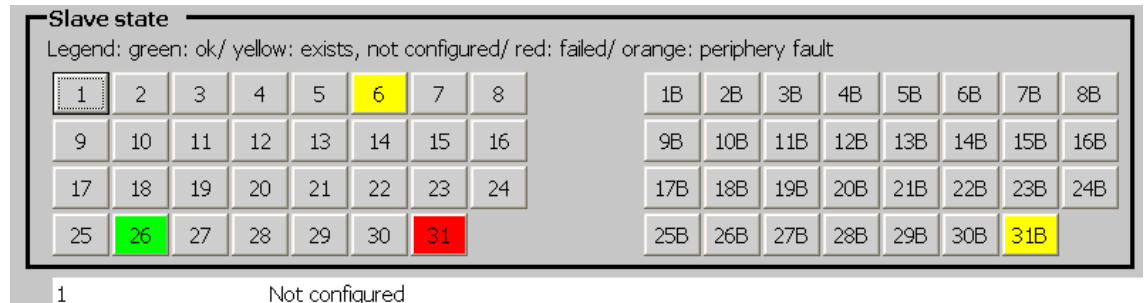 Slave state
Legend: green: ok/ yellow: exists, not configured/ red: failed/ orange: periphery fault
1 2 3 4 5 6 7 8 1B 2B 3B 4B 5B 6B 7B 8B
9 10 11 12 13 14 15 16 9B 10B 11B 12B 13B 14B 15B 16B
17 18 19 20 21 22 23 24 17B 18B 19B 20B 21B 22B 23B 24B
25 26 27 28 29 30 31 25B 26B 27B 28B 29B 30B 31B
1 Not configured